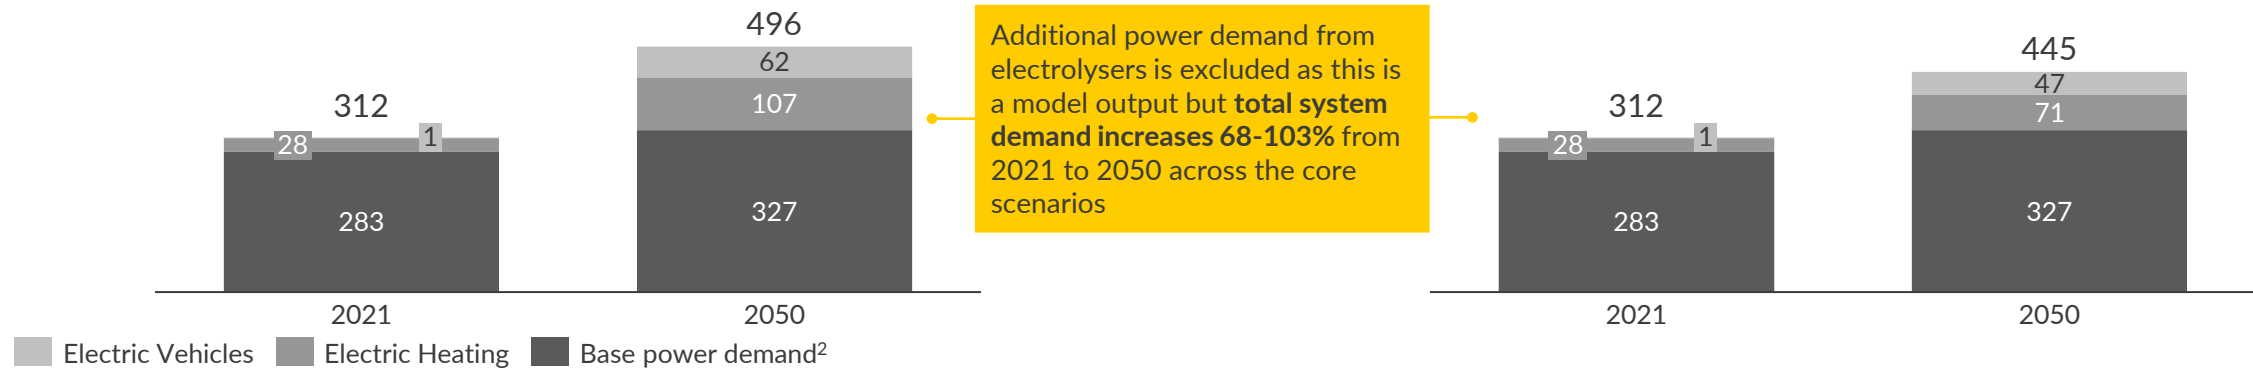 496
62
107
327
312
28
1
283
2021
2050
Electric Vehicles
Electric Heating
Base power demand²
Additional power demand from
electrolysers is excluded as this is
a model output but total system
demand increases 68-103% from
2021 to 2050 across the core
scenarios
312
28
1
283
445
47
71
327
2021
2050